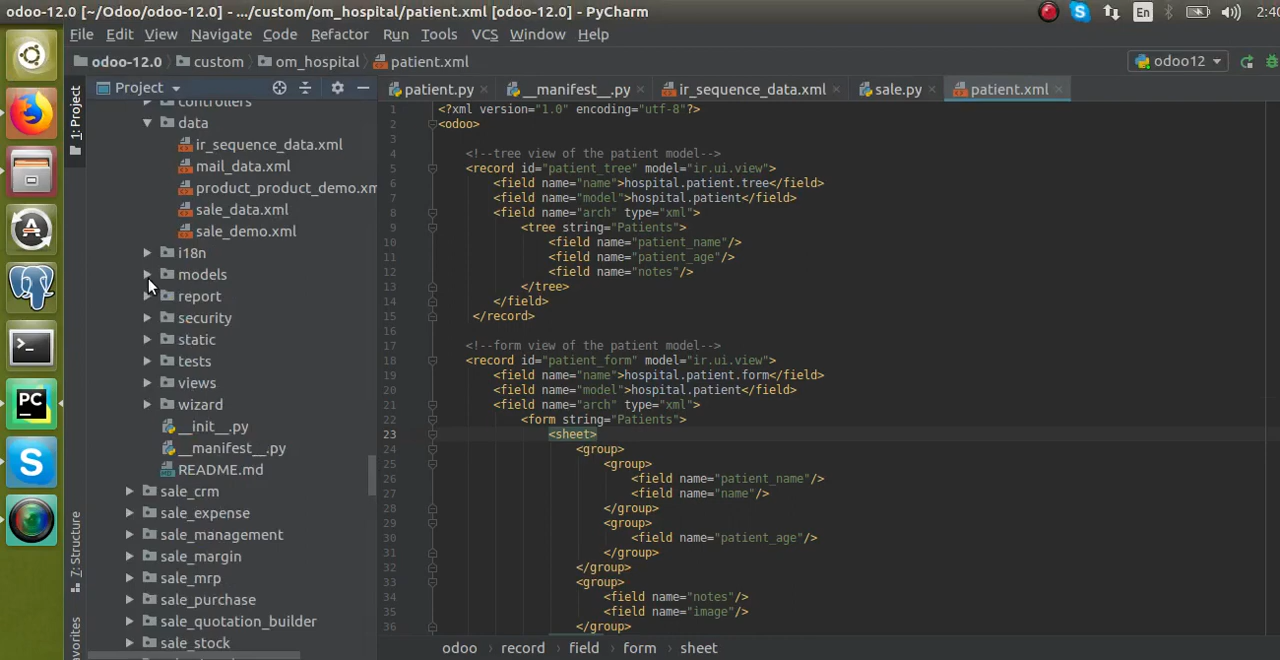 odoo-12.0 [~/Odoo/odoo-12.0] - .../custom/om_hospital/patient.xml [odoo-12.0] - PyCharm
En
2:40
File Edit View Navigate Code Refactor Run Tools VCS Window Help
odoo-12.0 custom om_hospital patient.xml
odoo12
Project
patient.py
__manifest__.py
ir_sequence_data.xml
sale.py
patient.xml
1: Project
7: Structure
controllers
data
ir_sequence_data.xml
mail_data.xml
product_product_demo.xm
sale_data.xml
sale_demo.xml
i18n
models
report
security
static
tests
views
wizard
__init__.py
__manifest__.py
README.md
sale_crm
sale_expense
sale_management
sale_margin
sale_mrp
sale_purchase
sale_quotation_builder
sale_stock
PC
1 <?xml version="1.0" encoding="utf-8"?>
2 <odoo>
3
4 <!--tree view of the patient model-->
5 <record id="patient_tree" model="ir.ui.view">
6 <field name="name">hospital.patient.tree</field>
7 <field name="model">hospital.patient</field>
8 <field name="arch" type="xml">
9 <tree string="Patients">
10 <field name="patient_name"/>
11 <field name="patient_age"/>
12 <field name="notes"/>
13 </tree>
14 </field>
15 </record>
16
17 <!--form view of the patient model-->
18 <record id="patient_form" model="ir.ui.view">
19 <field name="name">hospital.patient.form</field>
20 <field name="model">hospital.patient</field>
21 <field name="arch" type="xml">
22 <form string="Patients">
23 <sheet>
24 <group>
25 <group>
26 <field name="patient_name"/>
27 <field name="name"/>
28 </group>
29 <group>
30 <field name="patient_age"/>
31 </group>
32 </group>
33 <group>
34 <field name="notes"/>
35 <field name="image"/>
36 </group>
odoo record field form sheet